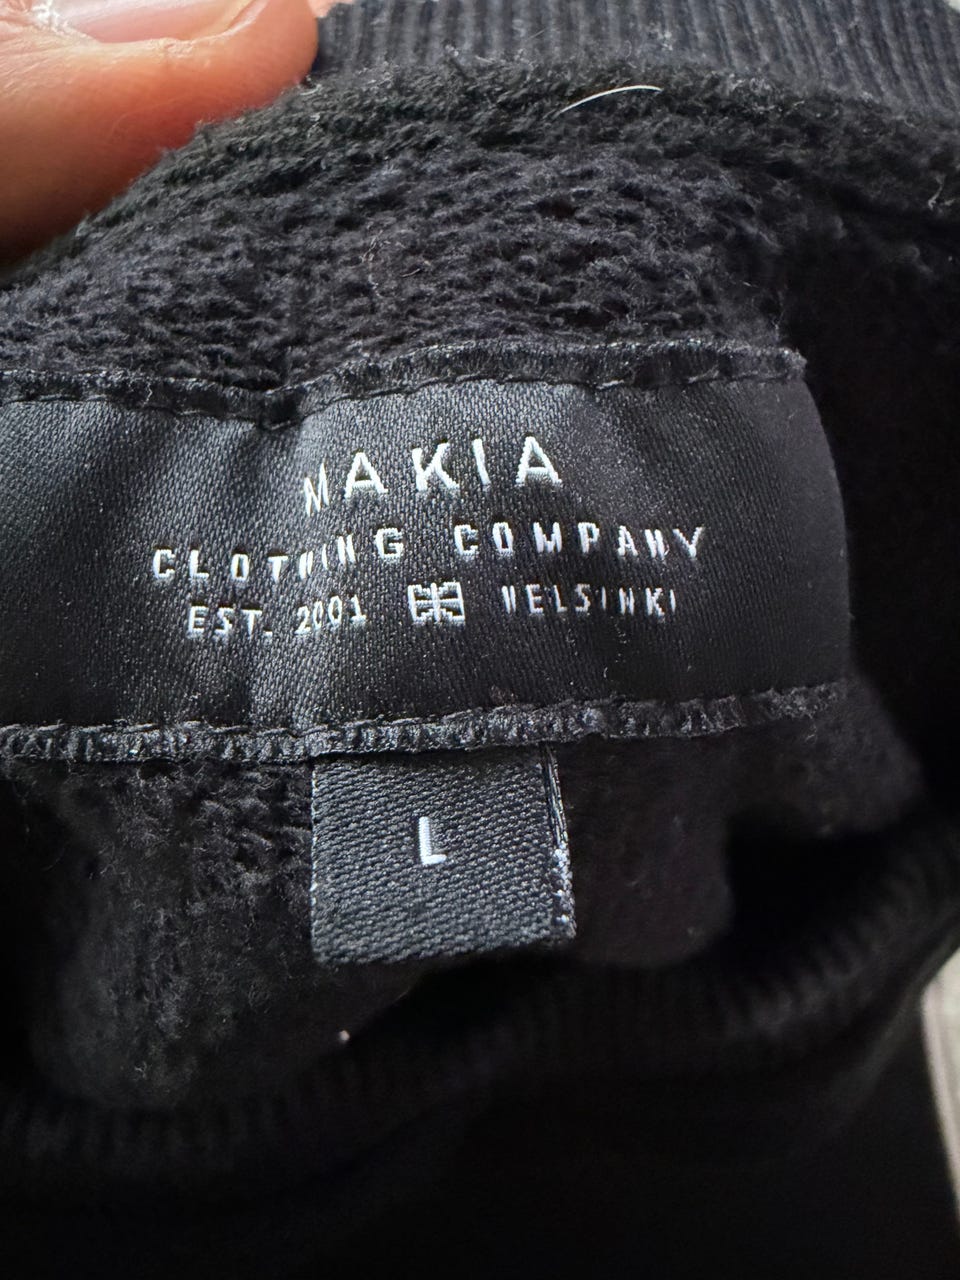 MAKIA
CLOTHING COMPANY
EST. 2001 HELSINKI
L